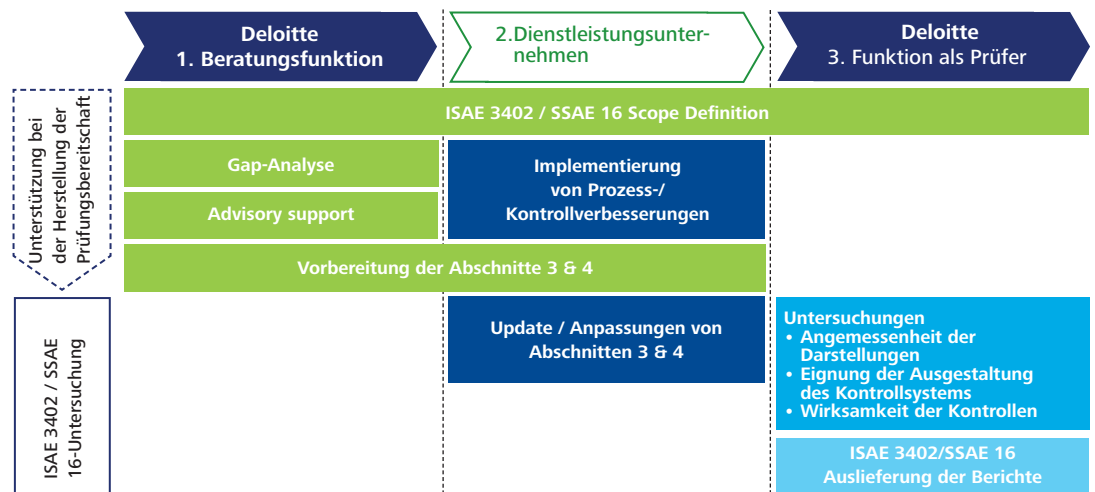 Deloitte
1. Beratungsfunktion
2.Dienstleistungsunter-
nehmen
Deloitte
3. Funktion als Prüfer
Unterstützung bei
der Herstellung der
Prüfungsbereitschaft
ISAE 3402 / SSAE 16 Scope Definition
Gap-Analyse
Advisory support
Implementierung
von Prozess-/
Kontrollverbesserungen
Vorbereitung der Abschnitte 3 & 4
ISAE 3402 / SSAE
16-Untersuchung
Update / Anpassungen von
Abschnitten 3 & 4
Untersuchungen
• Angemessenheit der
Darstellungen
• Eignung der Ausgestaltung
des Kontrollsystems
• Wirksamkeit der Kontrollen
ISAE 3402/SSAE 16
Auslieferung der Berichte